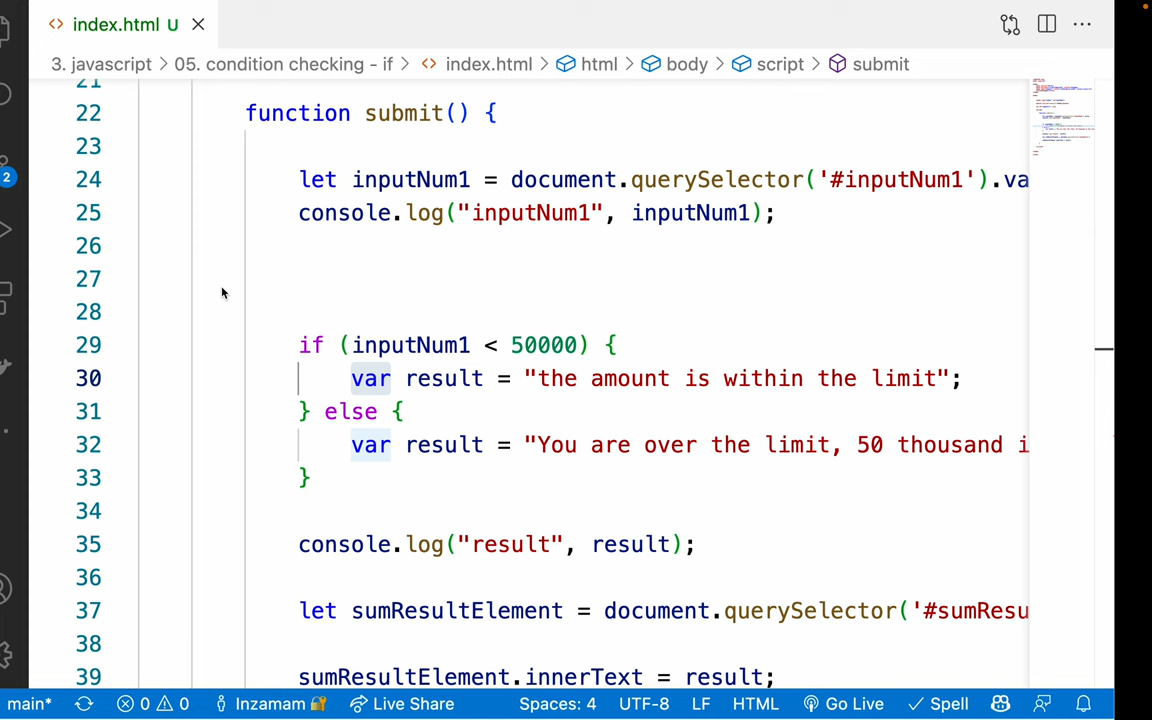 index.html U
3. javascript > 05. condition checking - if > index.html > html > body > script > submit
21
22 function submit() {
23
24 let inputNum1 = document.querySelector('#inputNum1').va
25 console.log("inputNum1", inputNum1);
26
27
28
29 if (inputNum1 < 50000) {
30 var result = "the amount is within the limit";
31 } else {
32 var result = "You are over the limit, 50 thousand i
33 }
34
35 console.log("result", result);
36
37 let sumResultElement = document.querySelector('#sumResu
38
39 sumResultElement.innerText = result;
2
main* 0 0 Inzamam Live Share Spaces: 4 UTF-8 LF HTML Go Live Spell